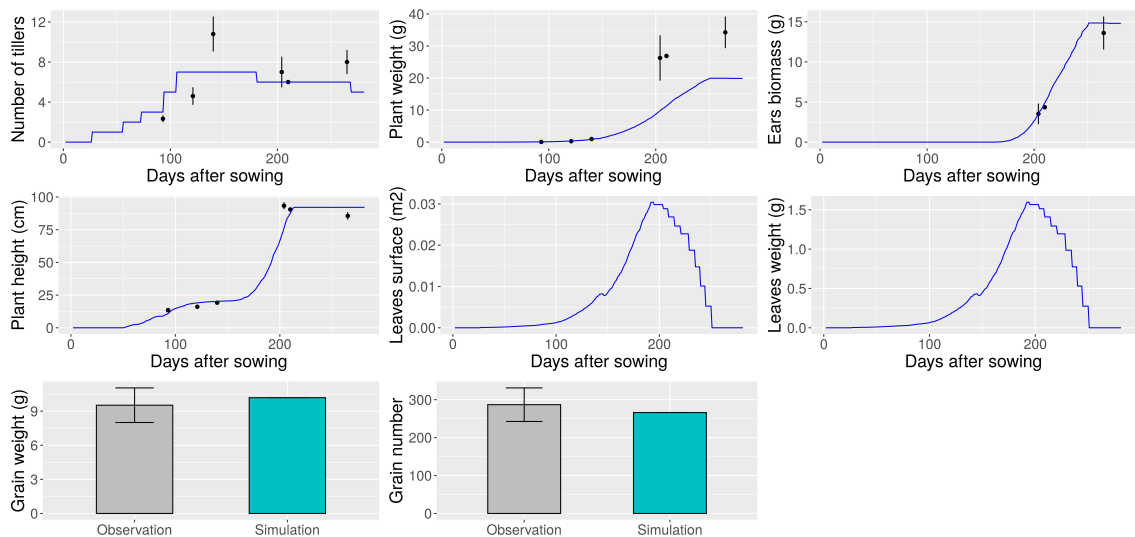 Number of tillers
12
8
4
0
0
100
200
Days after sowing
Plant weight (g)
40
30
20
10
0
0
100
200
Days after sowing
Ears biomass (g)
15
10
5
0
0
100
200
Days after sowing
Plant height (cm)
100
75
50
25
0
0
100
200
Days after sowing
Leaves surface (m2)
0.03
0.02
0.01
0.00
0
100
200
Days after sowing
Leaves weight (g)
1.5
1.0
0.5
0.0
0
100
200
Days after sowing
Grain weight (g)
9
6
3
0
Observation
Simulation
Grain number
300
200
100
0
Observation
Simulation